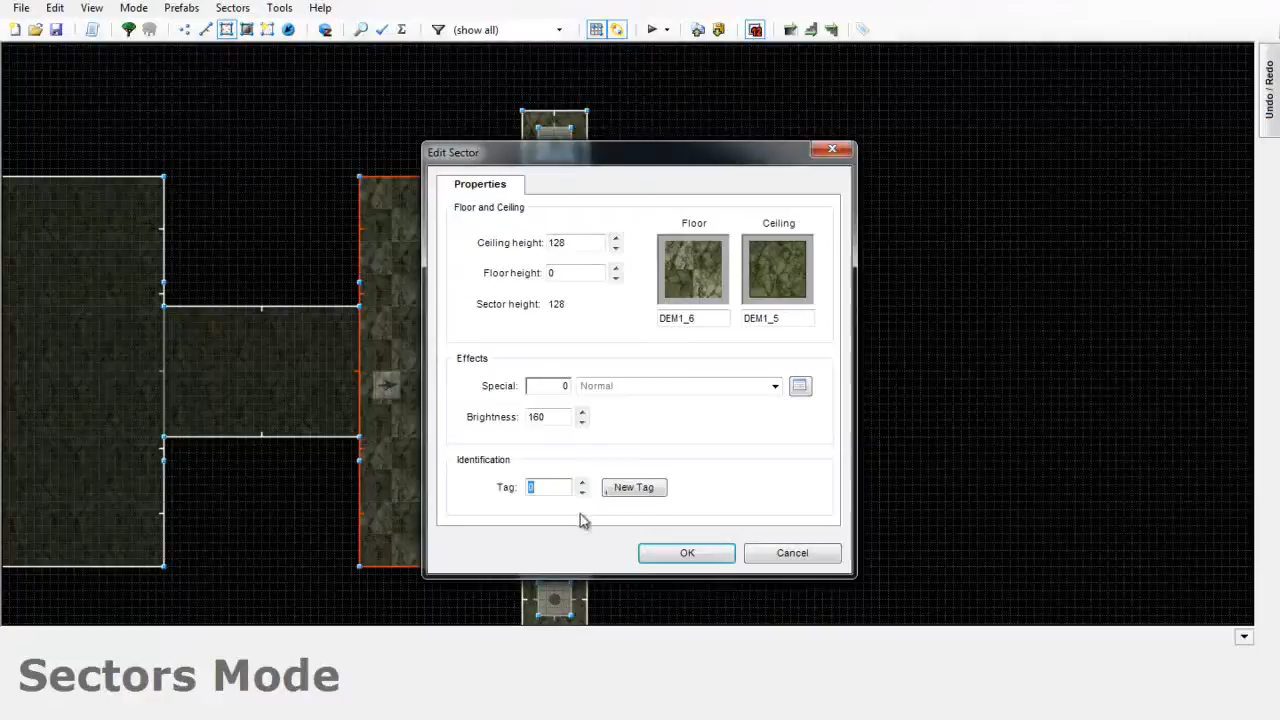 File Edit View Mode Prefabs Sectors Tools Help
(show all)
Undo / Redo
Edit Sector
Properties
Floor and Ceiling
Floor Ceiling
Ceiling height: 128
Floor height: 0
Sector height: 128
DEM1_6 DEM1_5
Effects
Special: 0 Normal
Brightness: 160
Identification
Tag: 0 New Tag
OK Cancel
Sectors Mode